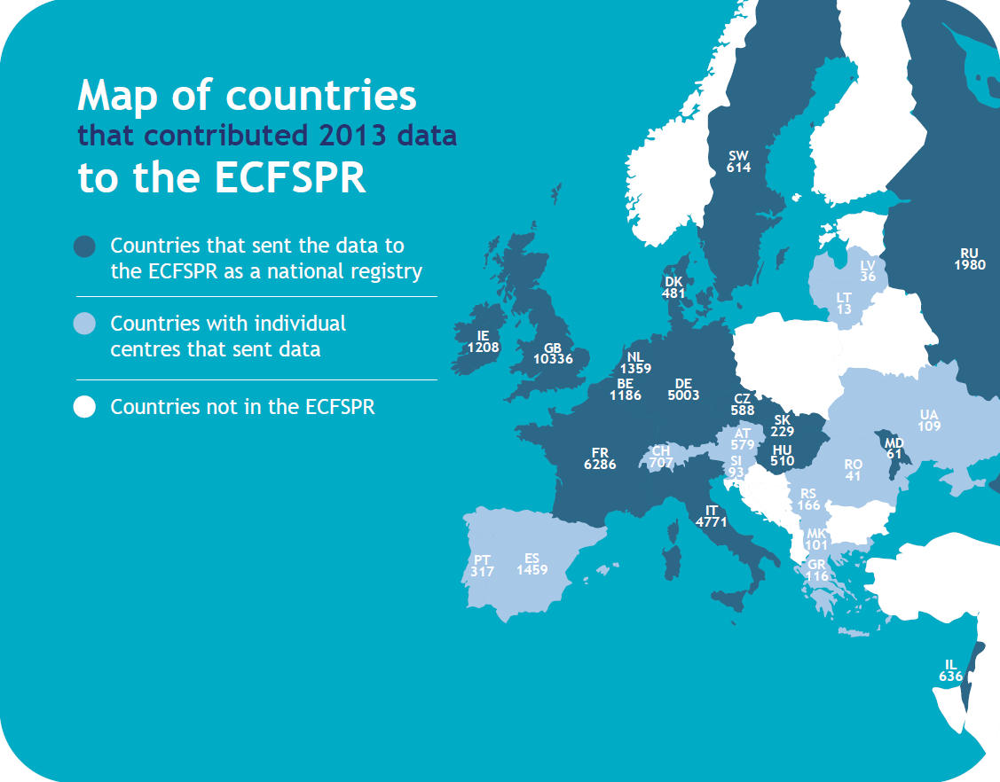 Map of countries
that contributed 2013 data
to the ECFSPR
Countries that sent the data to
the ECFSPR as a national registry
Countries with individual
centres that sent data
Countries not in the ECFSPR
SW
614
RU
1980
LV
36
DK
481
LT
13
IE
1208
GB
10336
NL
1359
BE
1186
DE
5003
CZ
588
SK
229
UA
109
AT
579
MD
61
FR
6286
CH
707
HU
510
SI
93
RO
41
RS
166
IT
4771
MK
101
PT
317
ES
1459
GR
116
IL
636